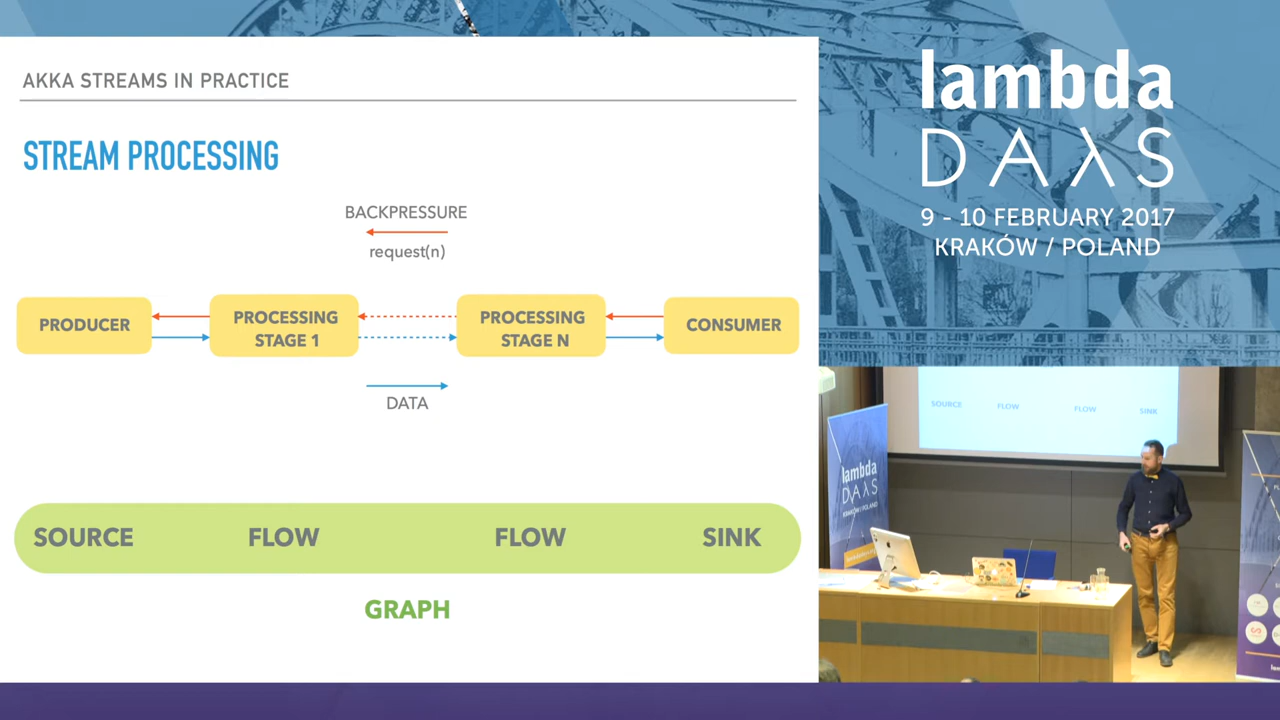 AKKA STREAMS IN PRACTICE
STREAM PROCESSING
BACKPRESSURE
request(n)
PRODUCER
PROCESSING
STAGE 1
PROCESSING
STAGE N
CONSUMER
DATA
SOURCE FLOW FLOW SINK
GRAPH
lambda
DAλS
9 - 10 FEBRUARY 2017
KRAKÓW / POLAND
SOURCE FLOW FLOW SINK
lambda
DAλS
KRAKÓW / POLAND